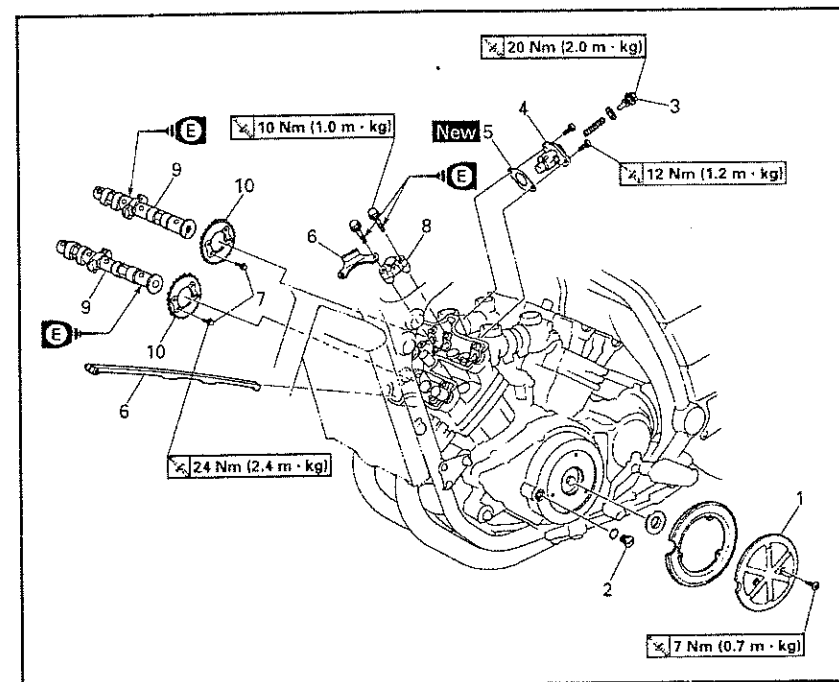 20 Nm (2.0 m · kg)
3
4
E
10 Nm (1.0 m · kg)
New 5
9
E
12 Nm (1.2 m · kg)
10
6
8
7
9
E
10
6
24 Nm (2.4 m · kg)
1
2
7 Nm (0.7 m · kg)